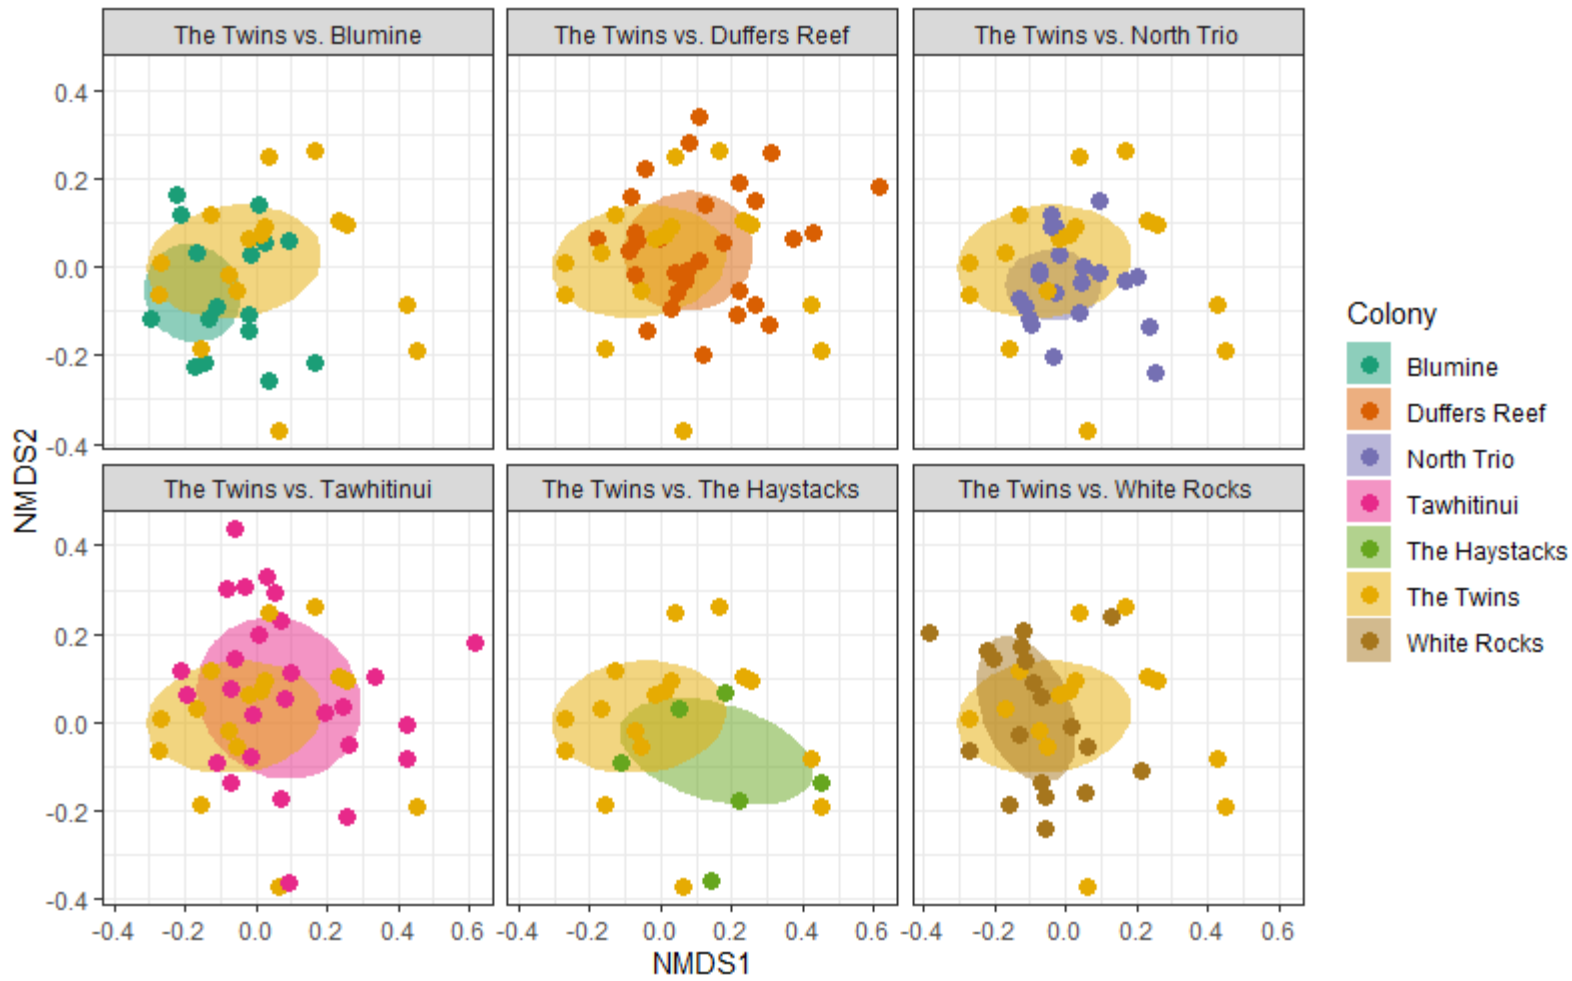 The Twins vs. Blumine
The Twins vs. Duffers Reef
The Twins vs. North Trio
0.4
0.2
0.0
-0.2
-0.4
NMDS2
The Twins vs. Tawhitinui
The Twins vs. The Haystacks
The Twins vs. White Rocks
0.4
0.2
0.0
-0.2
-0.4
-0.4 -0.2 0.0 0.2 0.4 0.6
-0.4 -0.2 0.0 0.2 0.4 0.6
-0.4 -0.2 0.0 0.2 0.4 0.6
NMDS1
Colony
Blumine
Duffers Reef
North Trio
Tawhitinui
The Haystacks
The Twins
White Rocks